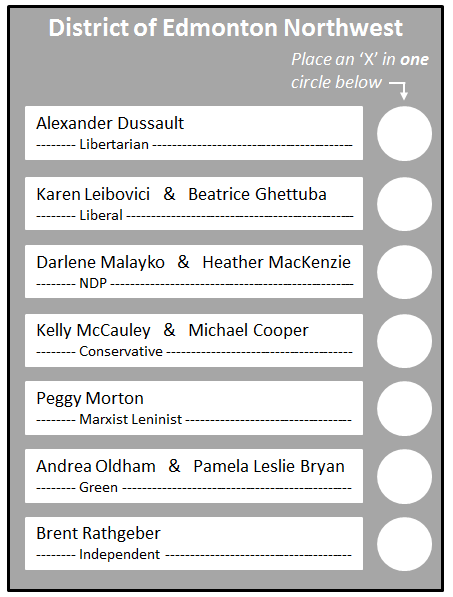 District of Edmonton Northwest
Place an 'X' in one
circle below
Alexander Dussault
-------- Libertarian ----------------------------------------
Karen Leibovici & Beatrice Ghettuba
-------- Liberal ----------------------------------------------
Darlene Malayko & Heather MacKenzie
-------- NDP -------------------------------------------------
Kelly McCauley & Michael Cooper
-------- Conservative -------------------------------------
Peggy Morton
-------- Marxist Leninist ---------------------------------
Andrea Oldham & Pamela Leslie Bryan
-------- Green ----------------------------------------------
Brent Rathgeber
-------- Independent -------------------------------------